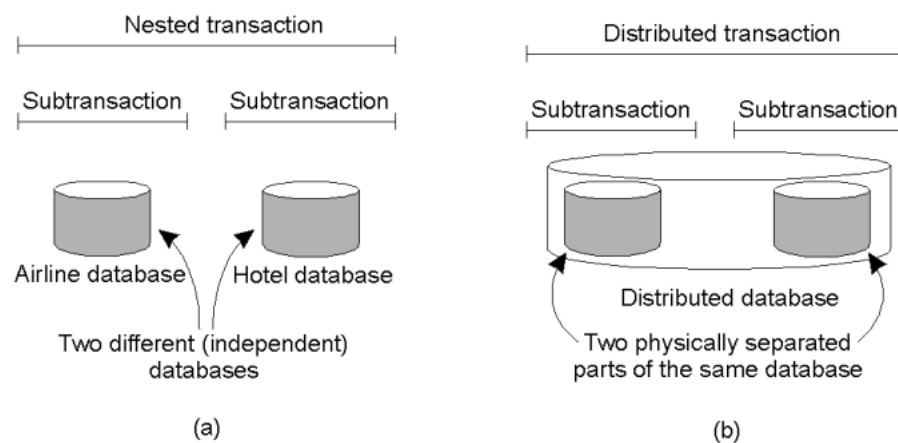 Nested transaction
Subtransaction
Subtransaction
Airline database
Hotel database
Two different (independent)
databases
(a)
Distributed transaction
Subtransaction
Subtransaction
Distributed database
Two physically separated
parts of the same database
(b)